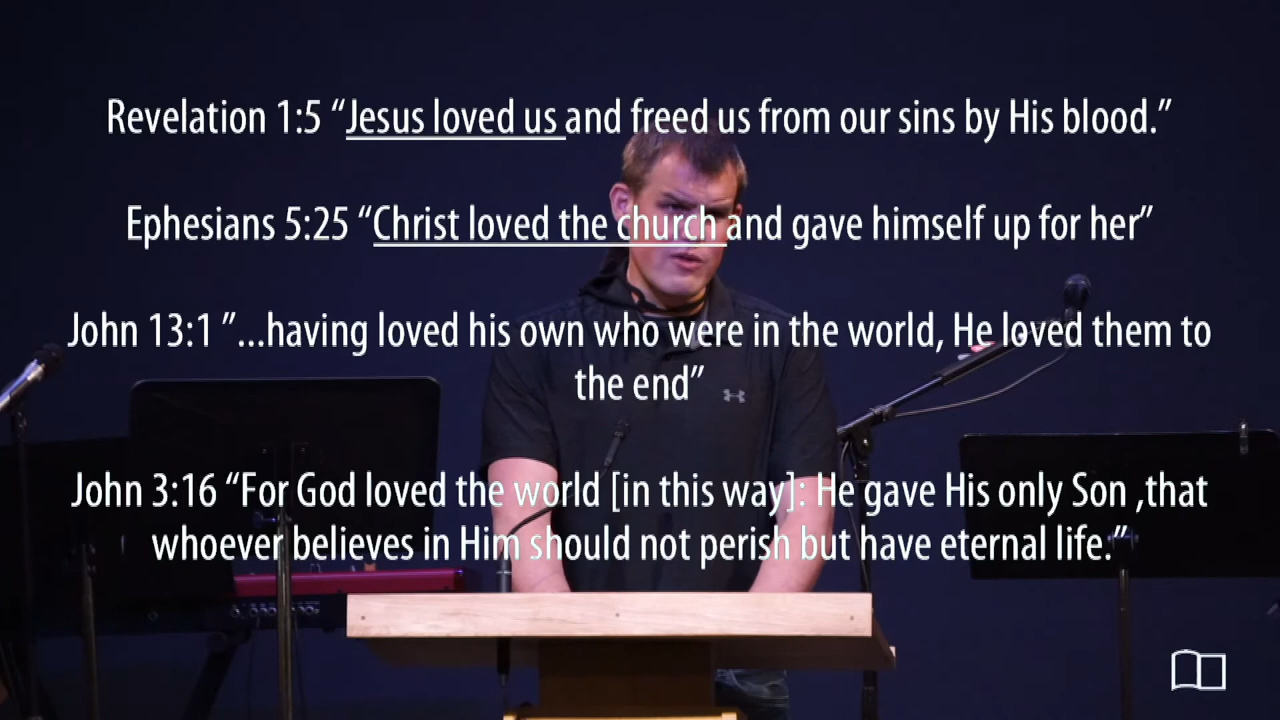 Revelation 1:5 “Jesus loved us and freed us from our sins by His blood.”
Ephesians 5:25 “Christ loved the church and gave himself up for her”
John 13:1 ”...having loved his own who were in the world, He loved them to
the end”
John 3:16 “For God loved the world [in this way]: He gave His only Son ,that
whoever believes in Him should not perish but have eternal life.”